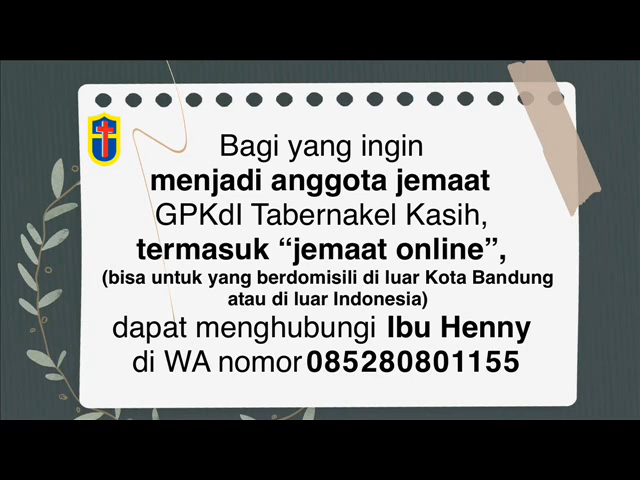 Bagi yang ingin
menjadi anggota jemaat
GPKdI Tabernakel Kasih,
termasuk “jemaat online”,
(bisa untuk yang berdomisili di luar Kota Bandung
atau di luar Indonesia)
dapat menghubungi Ibu Henny
di WA nomor 085280801155